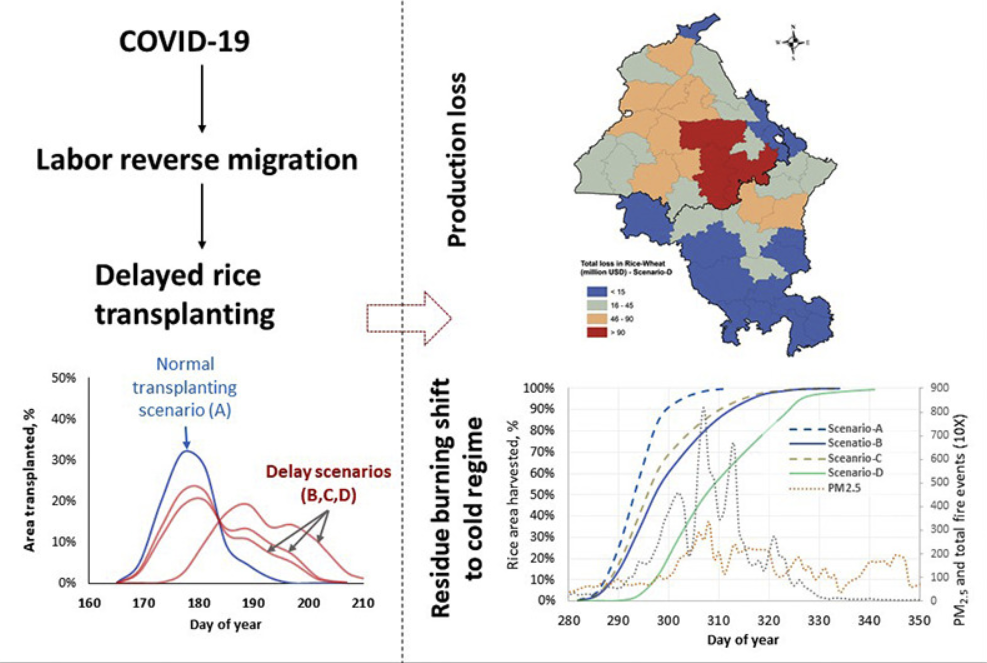 COVID-19
Labor reverse migration
Delayed rice
transplanting
Normal
transplanting
scenario (A)
Delay scenarios
(B,C,D)
Area transplanted, %
50%
40%
30%
20%
10%
0%
160 170 180 190 200 210
Day of year
Production loss
N
W E
S
Total loss in Rice-Wheat
(million USD) - Scenario-D
< 15
16 - 45
46 - 90
> 90
Residue burning shift
to cold regime
Rice area harvested, %
100%
90%
80%
70%
60%
50%
40%
30%
20%
10%
0%
280 290 300 310 320 330 340 350
Day of year
Scenario-A
Scenatio-B
Sceanrio-C
Scenario-D
PM2.5
900
800
700
600
500
400
300
200
100
0
PM2.5 and total fire events (10X)